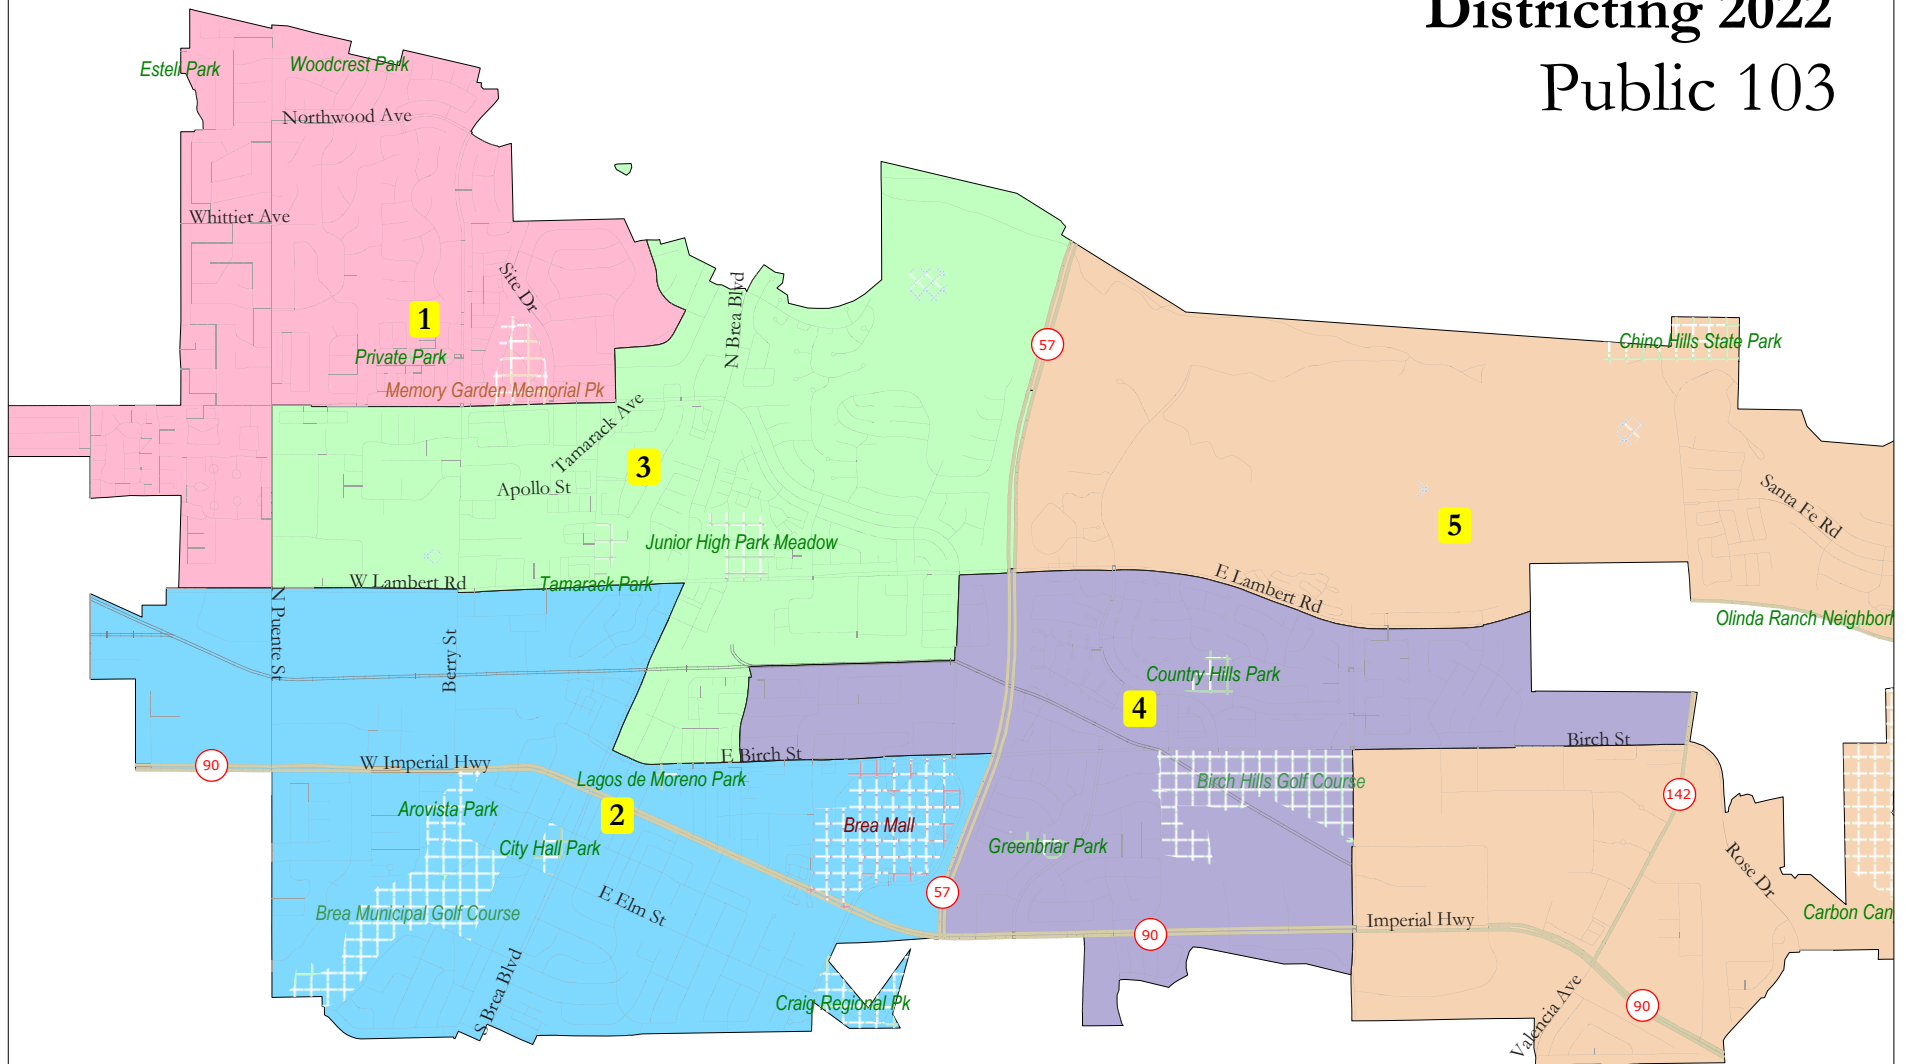 Districting 2022
Public 103
Estell Park
Woodcrest Park
Northwood Ave
Whittier Ave
Site Dr
N Brea Blvd
1
57
Private Park
Chino Hills State Park
Memory Garden Memorial Pk
Tamarack Ave
3
Apollo St
Santa Fe Rd
5
Junior High Park Meadow
W Lambert Rd
Tamarack Park
E Lambert Rd
N Puente St
Berry St
Olinda Ranch
Country Hills Park
4
Birch St
E Birch St
W Imperial Hwy
90
Lagos de Moreno Park
Birch Hills Golf Course
142
Arovista Park
2
Brea Mall
City Hall Park
Greenbriar Park
Rose Dr
57
E Elm St
Brea Municipal Golf Course
Imperial Hwy
Carbon
90
S Brea Blvd
Craig Regional Pk
Valencia Ave
90